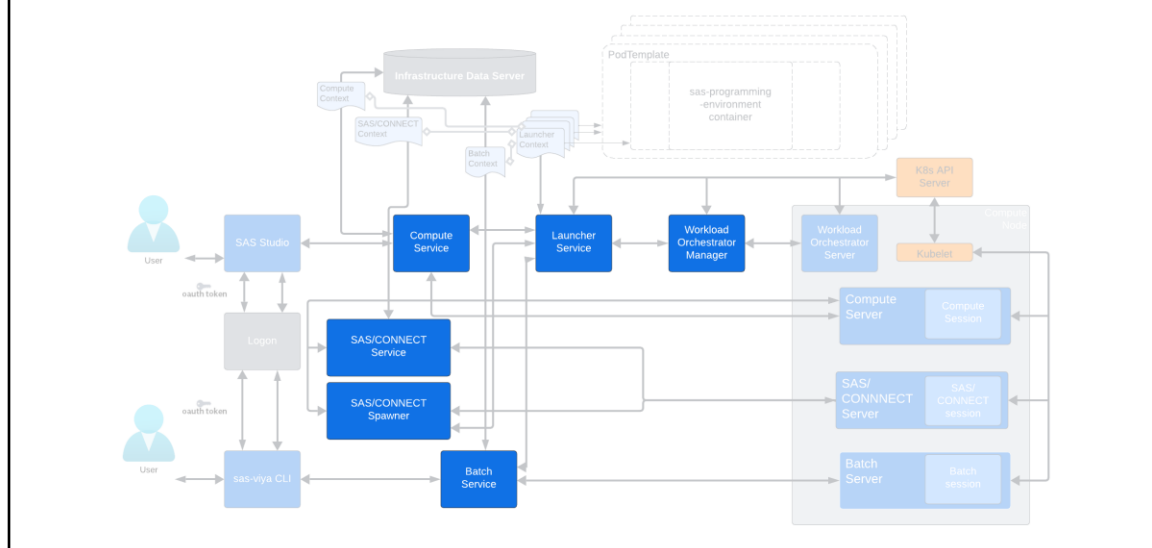 PodTemplate
Infrastructure Data Server
Compute
Context
sas-programming
-environment
container
SAS/CONNECT
Context
Launcher
Context
Batch
Context
K8s API
Server
Compute
Node
SAS Studio
Compute
Service
Launcher
Service
Workload
Orchestrator
Manager
Workload
Orchestrator
Server
Kubelet
User
oauth token
Compute
Server
Compute
Session
Logon
SAS/CONNECT
Service
SAS/CONNECT
Spawner
SAS/
CONNNECT
Server
SAS/
CONNECT
session
oauth token
User
sas-viya CLI
Batch
Service
Batch
Server
Batch
session